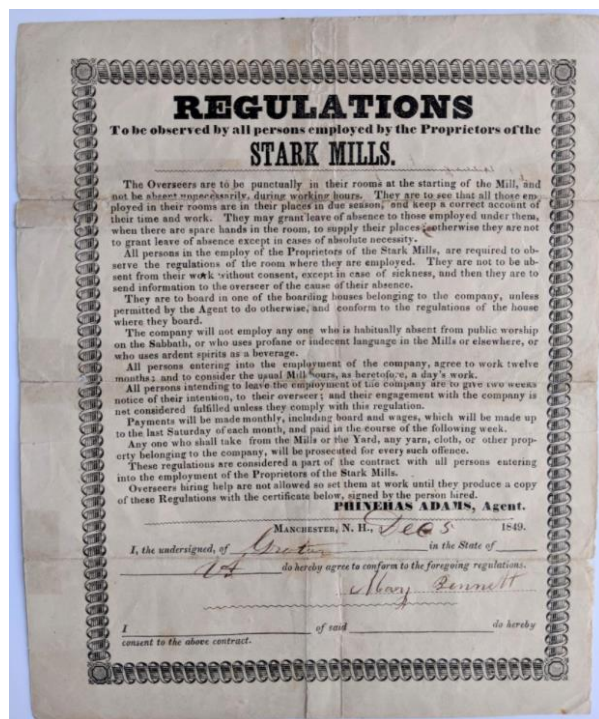 REGULATIONS
To be observed by all persons employed by the Proprietors of the
STARK MILLS.
The Overseers are to be punctually in their rooms at the starting of the Mill, and
not be absent unnecessarily, during working hours. They are to see that all those em-
ployed in their rooms are in their places in due season, and keep a correct account of
their time and work. They may grant leave of absence to those employed under them,
when there are spare hands in the room, to supply their places; otherwise they are not
to grant leave of absence except in cases of absolute necessity.
All persons in the employ of the Proprietors of the Stark Mills, are required to ob-
serve the regulations of the room where they are employed. They are not to be ab-
sent from their work without consent, except in case of sickness, and then they are to
send information to the overseer of the cause of their absence.
They are to board in one of the boarding houses belonging to the company, unless
permitted by the Agent to do otherwise, and conform to the regulations of the house
where they board.
The company will not employ any one who is habitually absent from public worship
on the Sabbath, or who uses profane or indecent language in the Mills or elsewhere, or
who uses ardent spirits as a beverage.
All persons entering into the employment of the company, agree to work twelve
months; and to consider the usual Mill hours, as heretofore, a day's work.
All persons intending to leave the employment of the company are to give two weeks
notice of their intention, to their overseer; and their engagement with the company is
not considered fulfilled unless they comply with this regulation.
Payments will be made monthly, including board and wages, which will be made up
to the last Saturday of each month, and paid in the course of the following week.
Any one who shall take from the Mills or the Yard, any yarn, cloth, or other prop-
erty belonging to the company, will be prosecuted for every such offence.
These regulations are considered a part of the contract with all persons entering
into the employment of the Proprietors of the Stark Mills.
Overseers hiring help are not allowed so set them at work until they produce a copy
of these Regulations with the certificate below, signed by the person hired.
PHINEHAS ADAMS, Agent.
MANCHESTER, N. H., Dec 5 1849.
I, the undersigned, of Groton in the State of
Vt do hereby agree to conform to the foregoing regulations.
Mary Bennett
I of said do hereby
consent to the above contract.